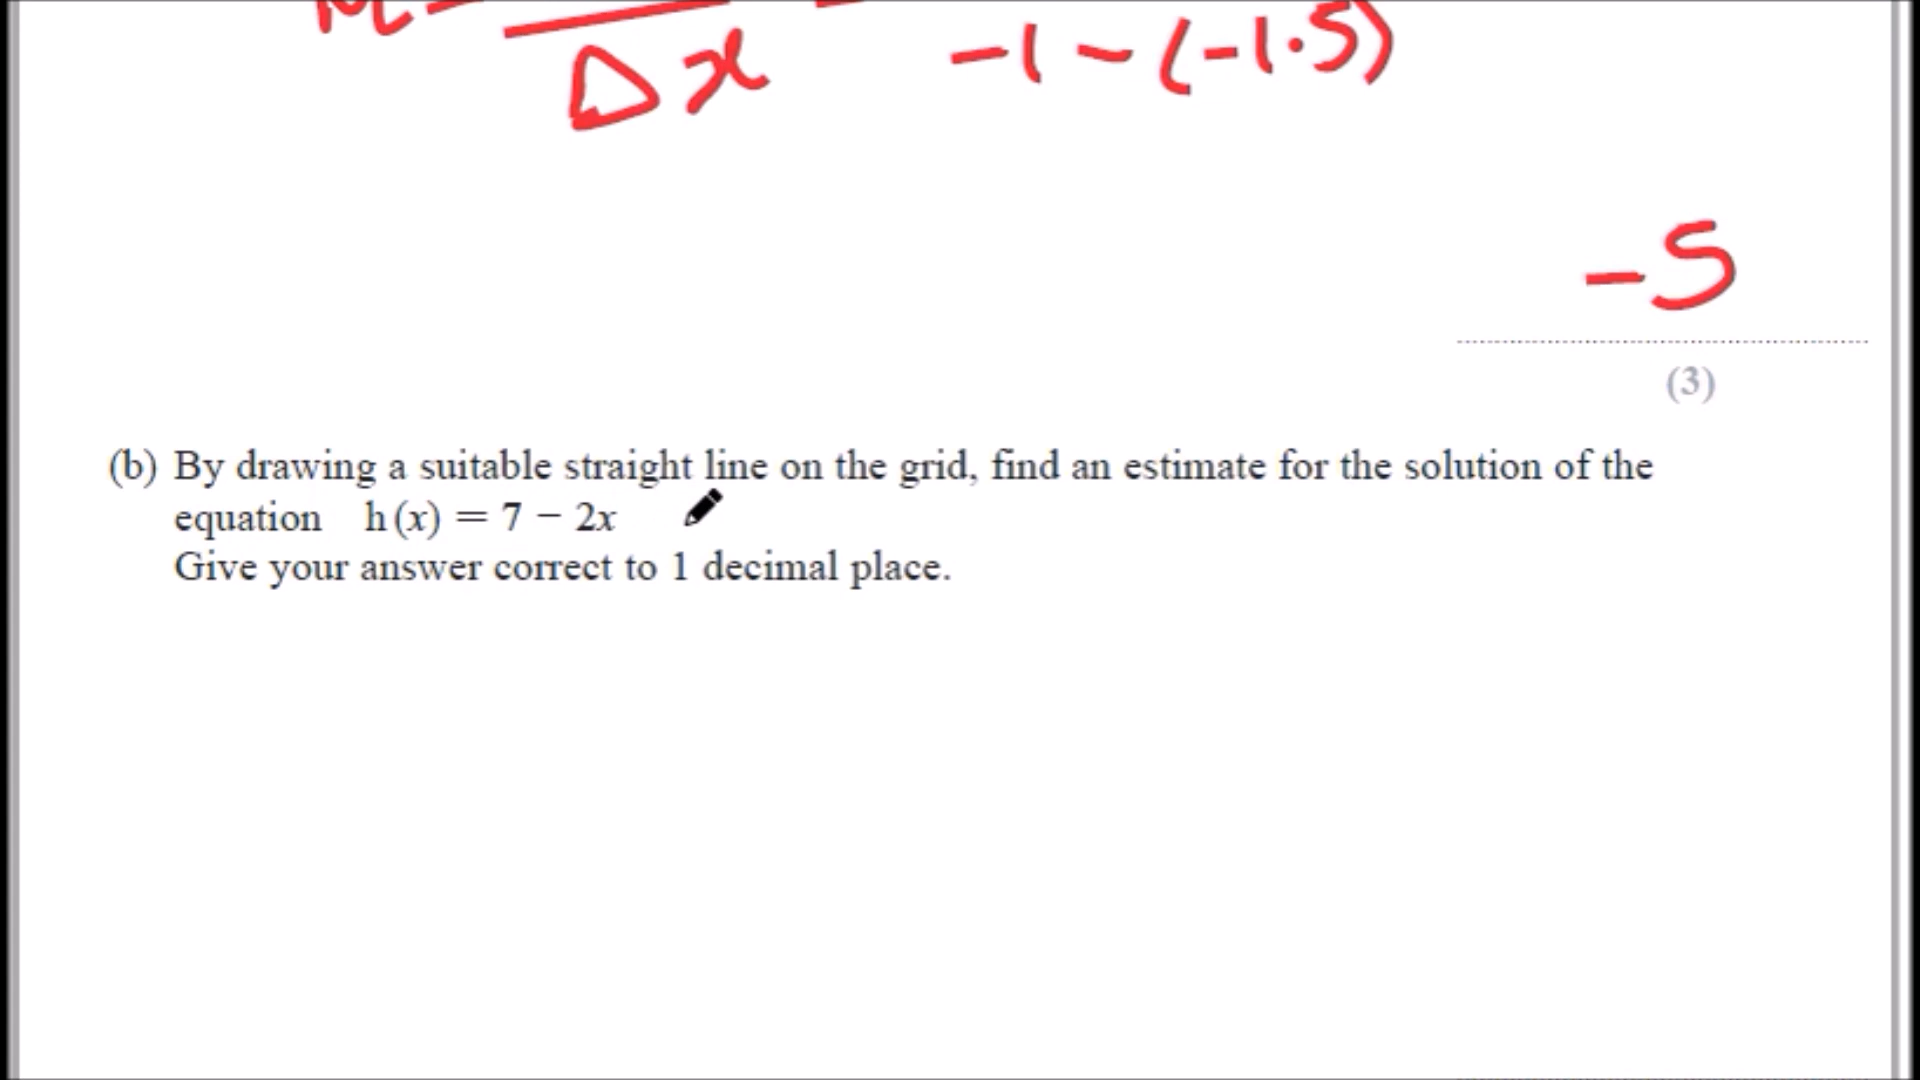 Δx -1 - (-1.5)
-5
(3)
(b) By drawing a suitable straight line on the grid, find an estimate for the solution of the
equation h(x) = 7 − 2x
Give your answer correct to 1 decimal place.